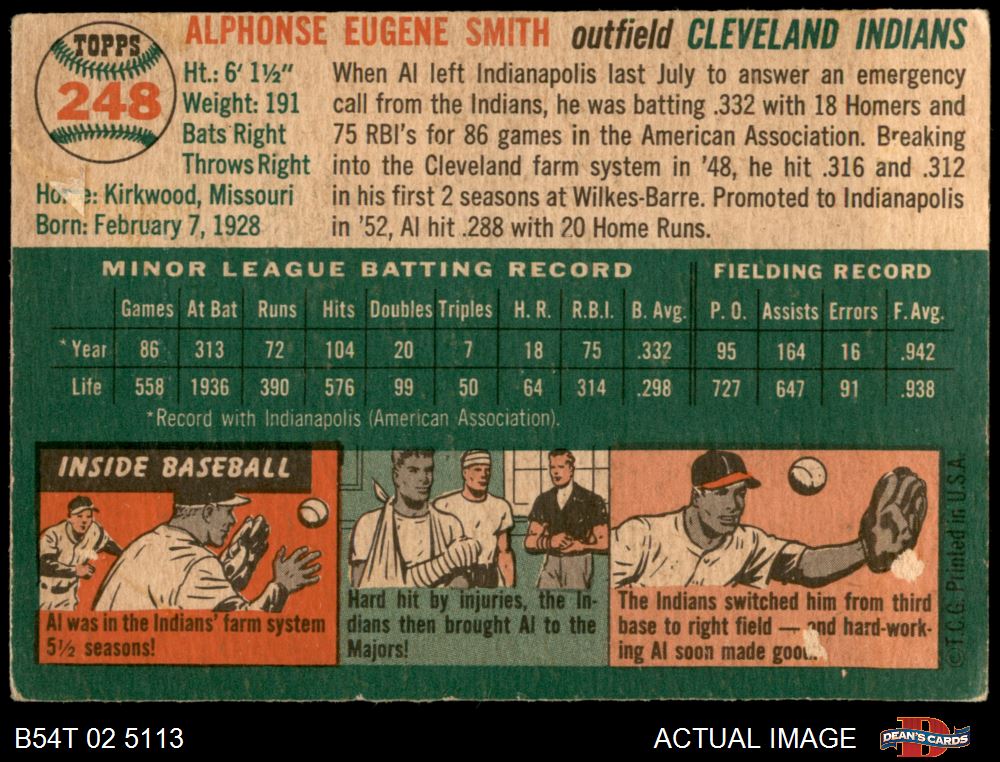 TOPPS
248
ALPHONSE EUGENE SMITH outfield CLEVELAND INDIANS
Ht.: 6' 1½"
Weight: 191
Bats Right
Throws Right
Home: Kirkwood, Missouri
Born: February 7, 1928
When Al left Indianapolis last July to answer an emergency
call from the Indians, he was batting .332 with 18 Homers and
75 RBI's for 86 games in the American Association. Breaking
into the Cleveland farm system in '48, he hit .316 and .312
in his first 2 seasons at Wilkes-Barre. Promoted to Indianapolis
in '52, Al hit .288 with 20 Home Runs.
MINOR LEAGUE BATTING RECORD FIELDING RECORD
Games At Bat Runs Hits Doubles Triples H. R. R.B.I. B. Avg. P. O. Assists Errors F. Avg.
* Year 86 313 72 104 20 7 18 75 .332 95 164 16 .942
Life 558 1936 390 576 99 50 64 314 .298 727 647 91 .938
*Record with Indianapolis (American Association).
INSIDE BASEBALL
Al was in the Indians' farm system
5½ seasons!
Hard hit by injuries, the In-
dians then brought Al to the
Majors!
The Indians switched him from third
base to right field — and hard-work-
ing Al soon made good.
© T.C.G. Printed in U.S.A.
B54T 02 5113
ACTUAL IMAGE
D
DEAN'S CARDS